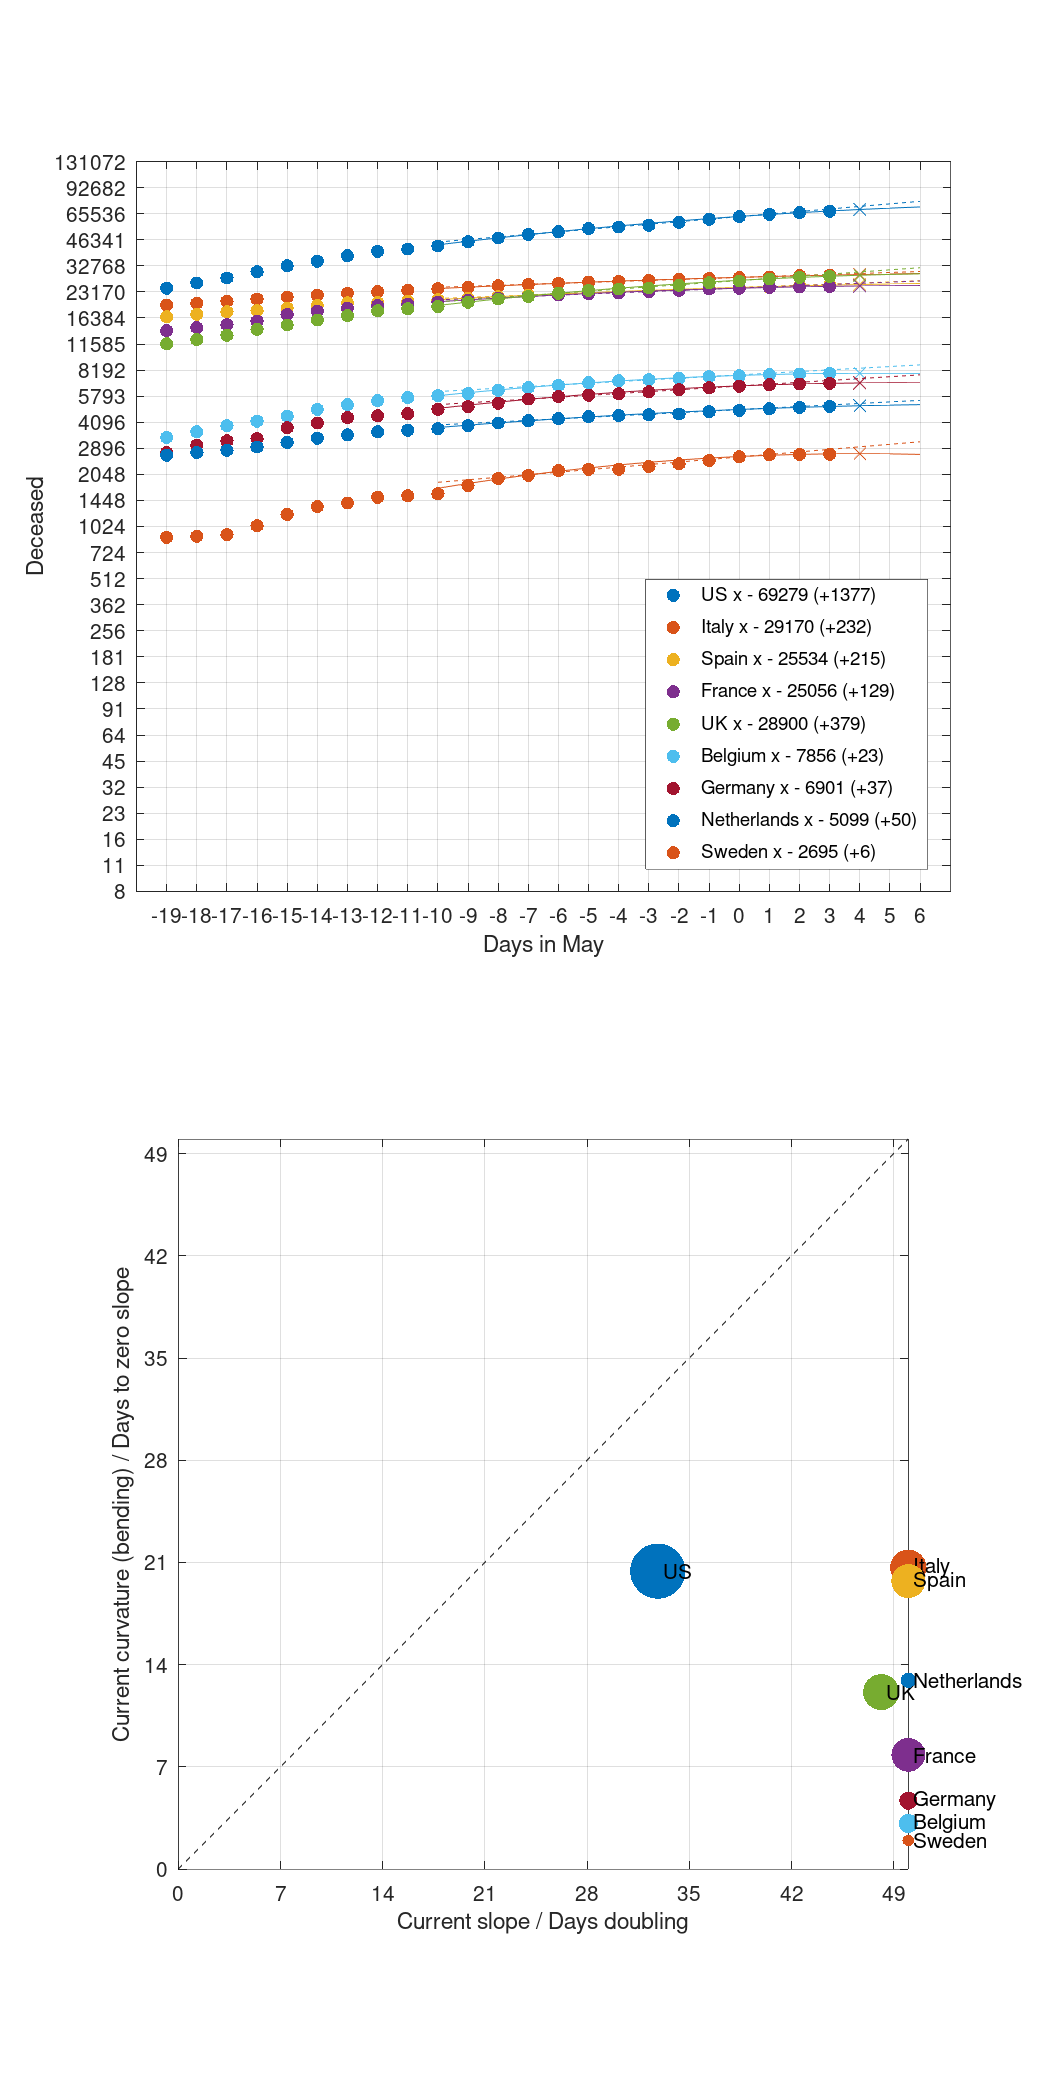 131072
92682
65536
46341
32768
23170
16384
11585
8192
5793
4096
2896
2048
1448
1024
724
512
362
256
181
128
91
64
45
32
23
16
11
8
Deceased
US x - 69279 (+1377)
Italy x - 29170 (+232)
Spain x - 25534 (+215)
France x - 25056 (+129)
UK x - 28900 (+379)
Belgium x - 7856 (+23)
Germany x - 6901 (+37)
Netherlands x - 5099 (+50)
Sweden x - 2695 (+6)
-19 -18 -17 -16 -15 -14 -13 -12 -11 -10 -9 -8 -7 -6 -5 -4 -3 -2 -1 0 1 2 3 4 5 6
Days in May
49
42
35
28
21
14
7
0
Current curvature (bending) / Days to zero slope
US
Italy
Spain
Netherlands
UK
France
Germany
Belgium
Sweden
0 7 14 21 28 35 42 49
Current slope / Days doubling